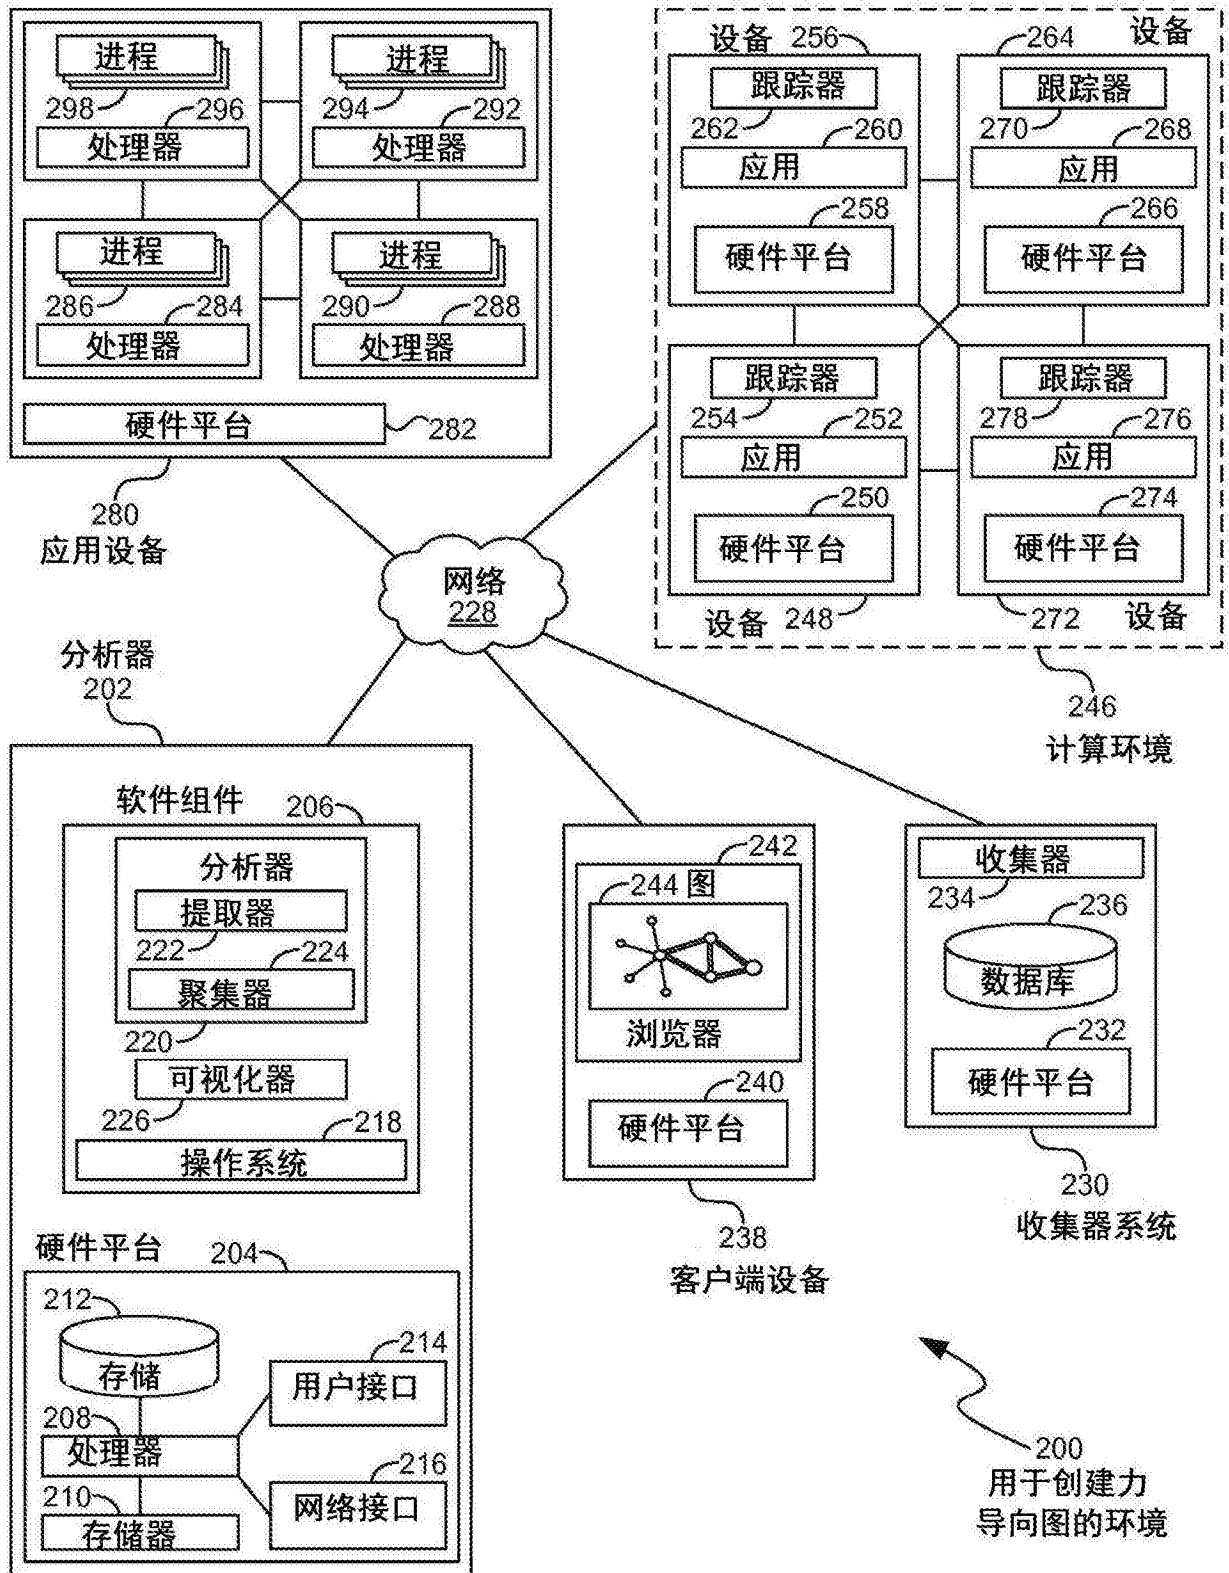 进程
298
296
处理器
进程
294
292
处理器
进程
286
284
处理器
进程
290
288
处理器
硬件平台
282
280
应用设备
设备 256
跟踪器
262
260
应用
258
硬件平台
264 设备
跟踪器
270
268
应用
266
硬件平台
跟踪器
254
252
应用
250
硬件平台
设备 248
跟踪器
278
276
应用
274
硬件平台
272 设备
246
计算环境
网络
228
分析器
202
软件组件
206
分析器
提取器
222
224
聚集器
220
可视化器
226
218
操作系统
硬件平台
204
212
存储
208
处理器
210
存储器
214
用户接口
216
网络接口
242
244 图
浏览器
240
硬件平台
238
客户端设备
收集器
234
236
数据库
232
硬件平台
230
收集器系统
200
用于创建力
导向图的环境